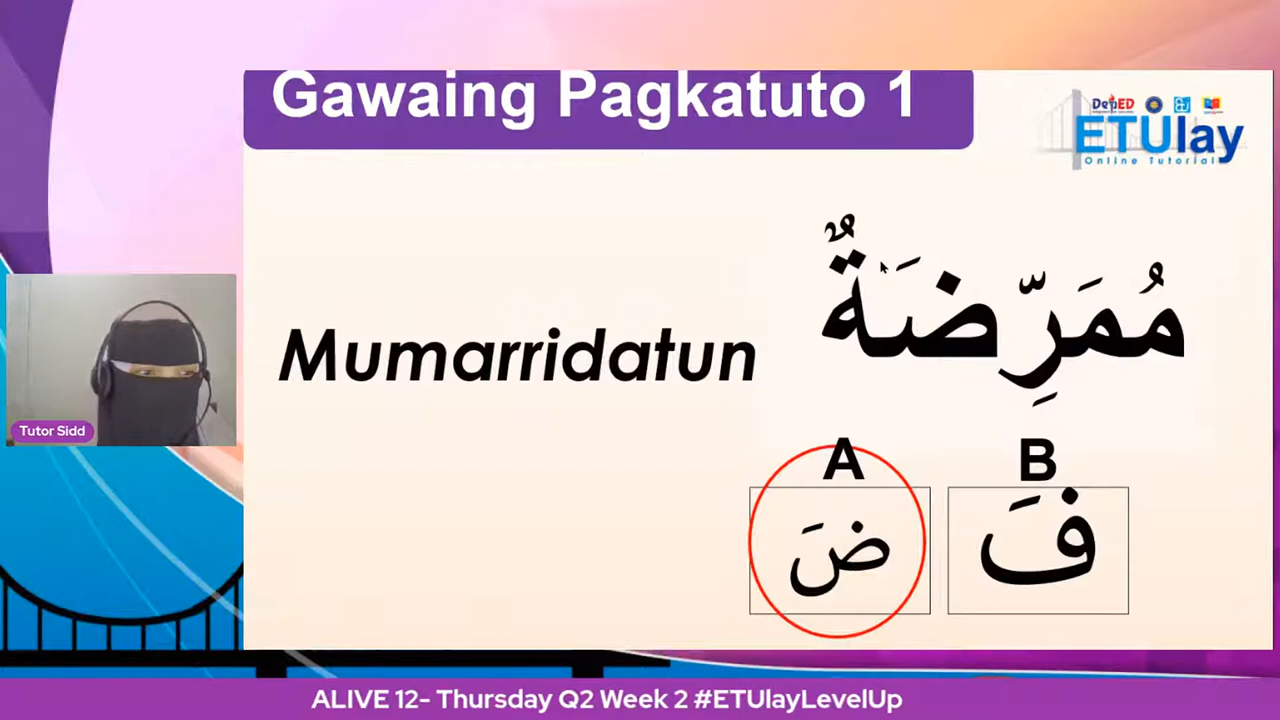 Gawaing Pagkatuto 1
DepED
ETUlay
Online Tutorial
مُمَرِّضَةٌ
Mumarridatun
A
B
ضَ
فَ
Tutor Sidd
ALIVE 12- Thursday Q2 Week 2 #ETUlayLevelUp